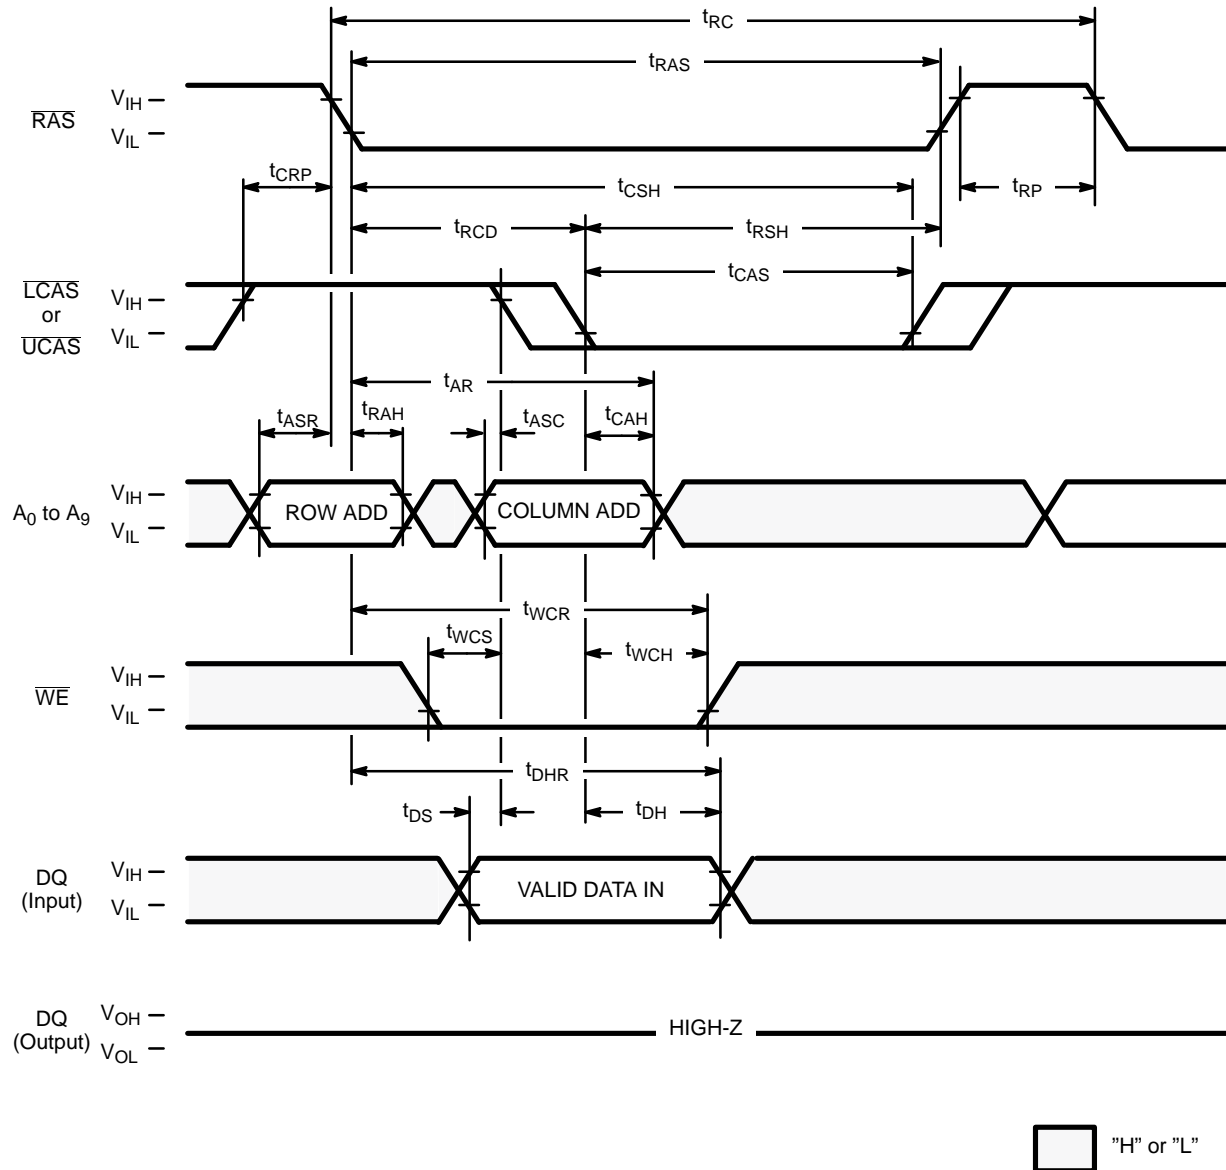 tRC
tRAS
RAS
VIH
VIL
tCRP
tCSH
tRP
tRCD
tRSH
tCAS
LCAS
or
UCAS
VIH
VIL
tAR
tASR
tRAH
tASC
tCAH
A0 to A9
VIH
VIL
ROW ADD
COLUMN ADD
tWCR
tWCS
tWCH
WE
VIH
VIL
tDHR
tDS
tDH
DQ
(Input)
VIH
VIL
VALID DATA IN
DQ
(Output)
VOH
VOL
HIGH-Z
”H” or ”L”